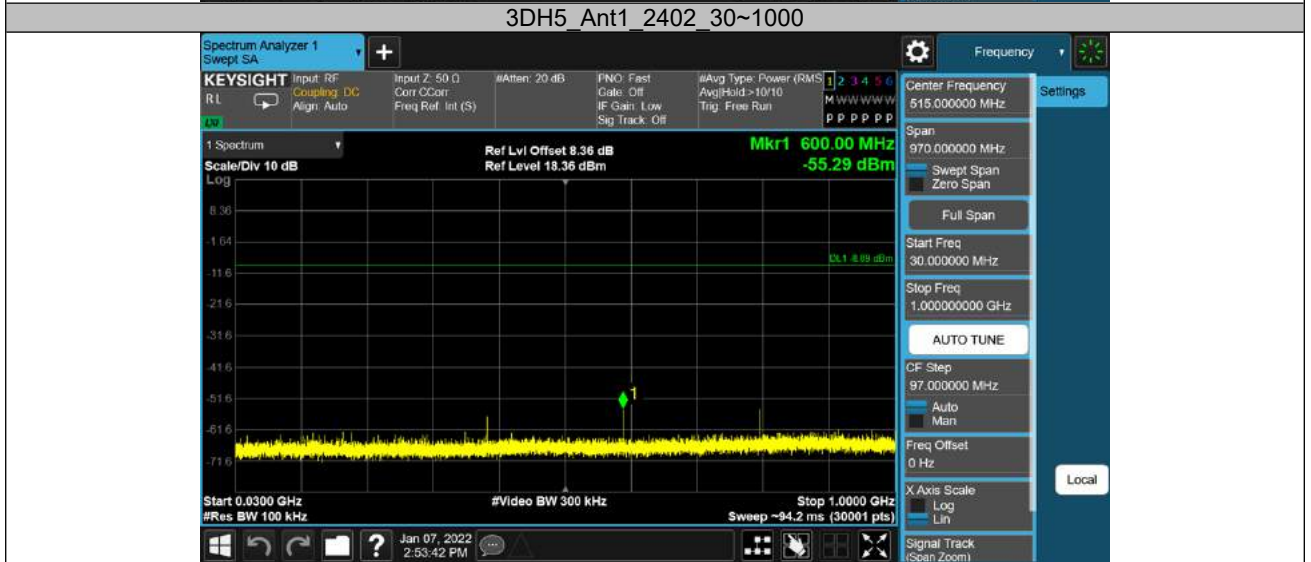 3DH5_Ant1_2402_30~1000
Spectrum Analyzer 1
Swept SA
+
Frequency
KEYSIGHT
RL
Input: RF
Coupling: DC
Align: Auto
Input Z: 50 Ω
Corr CCorr
Freq Ref: Int (S)
#Atten: 20 dB
PNO: Fast
Gate: Off
IF Gain: Low
Sig Track: Off
#Avg Type: Power (RMS
Avg|Hold:>10/10
Trig: Free Run
1 2 3 4 5 6
M W W W W W
P P P P P P
1 Spectrum
Scale/Div 10 dB
Log
Ref Lvl Offset 8.36 dB
Ref Level 18.36 dBm
Mkr1 600.00 MHz
-55.29 dBm
8.36
-1.64
-11.6
-21.6
-31.6
-41.6
-51.6
-61.6
-71.6
1
Start 0.0300 GHz
#Res BW 100 kHz
#Video BW 300 kHz
Stop 1.0000 GHz
Sweep ~94.2 ms (30001 pts)
?
Jan 07, 2022
2:53:42 PM
Center Frequency
515.000000 MHz
Settings
Span
970.000000 MHz
Swept Span
Zero Span
Full Span
Start Freq
30.000000 MHz
Stop Freq
1.000000000 GHz
AUTO TUNE
CF Step
97.000000 MHz
Auto
Man
Freq Offset
0 Hz
X Axis Scale
Log
Lin
Local
Signal Track
(Span Zoom)